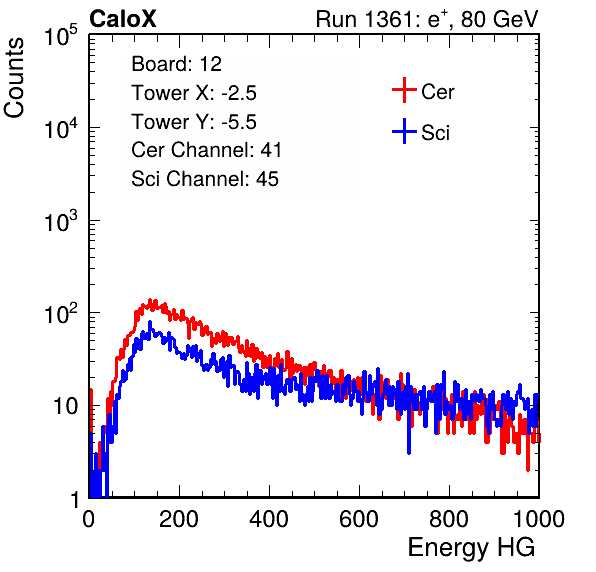 CaloX Run 1361: e⁺, 80 GeV
10⁵
Counts
Board: 12
Tower X: -2.5
Tower Y: -5.5
Cer Channel: 41
Sci Channel: 45
Cer
Sci
10⁴
10³
10²
10
1
0 200 400 600 800 1000
Energy HG